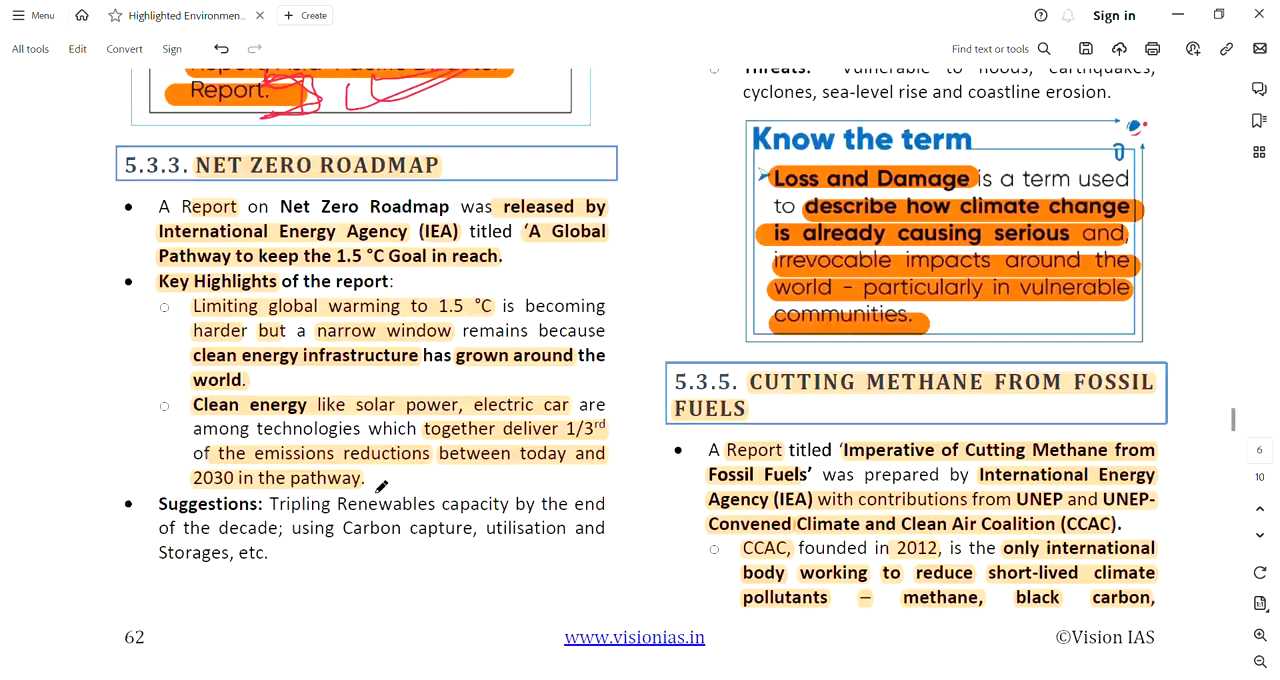 Menu
Highlighted Environmen...
Create
Sign in
All tools
Edit
Convert
Sign
Find text or tools
Report.
5.3.3. NET ZERO ROADMAP
• A Report on Net Zero Roadmap was released by
International Energy Agency (IEA) titled 'A Global
Pathway to keep the 1.5 °C Goal in reach.
• Key Highlights of the report:
○ Limiting global warming to 1.5 °C is becoming
harder but a narrow window remains because
clean energy infrastructure has grown around the
world.
○ Clean energy like solar power, electric car are
among technologies which together deliver 1/3rd
of the emissions reductions between today and
2030 in the pathway.
• Suggestions: Tripling Renewables capacity by the end
of the decade; using Carbon capture, utilisation and
Storages, etc.
○ Threats: Vulnerable to floods, earthquakes,
cyclones, sea-level rise and coastline erosion.
Know the term
➢ Loss and Damage is a term used
to describe how climate change
is already causing serious and,
irrevocable impacts around the
world - particularly in vulnerable
communities.
5.3.5. CUTTING METHANE FROM FOSSIL
FUELS
• A Report titled 'Imperative of Cutting Methane from
Fossil Fuels' was prepared by International Energy
Agency (IEA) with contributions from UNEP and UNEP-
Convened Climate and Clean Air Coalition (CCAC).
○ CCAC, founded in 2012, is the only international
body working to reduce short-lived climate
pollutants – methane, black carbon,
62
www.visionias.in
©Vision IAS
6
10